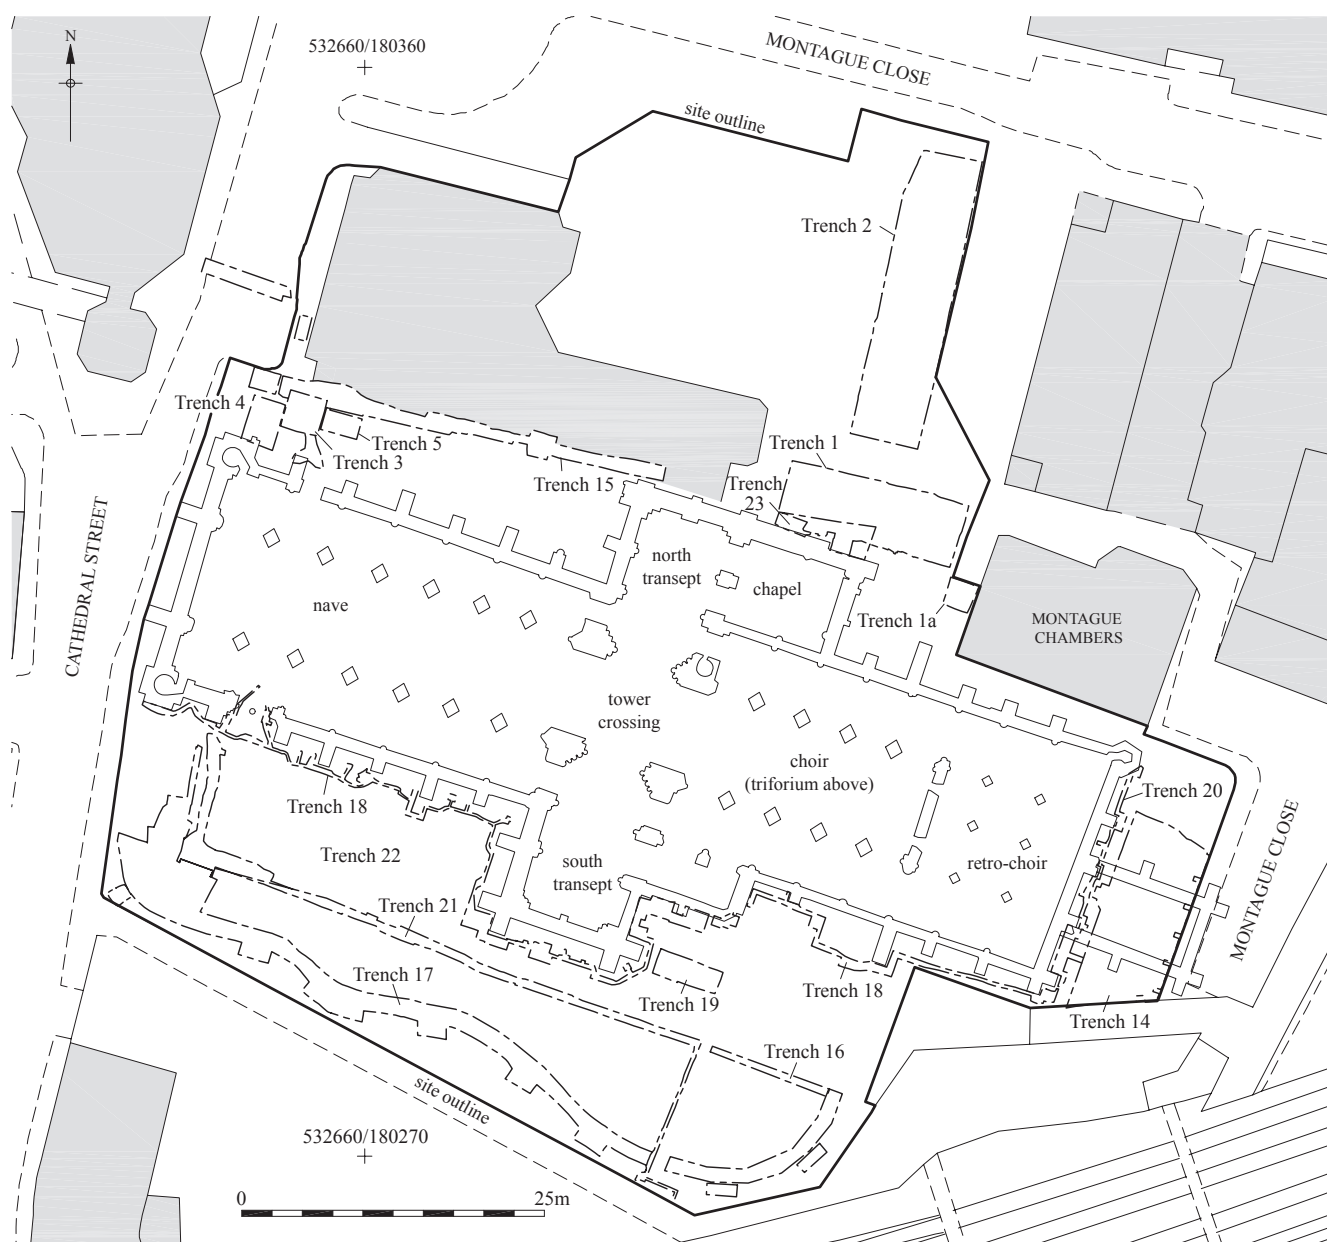 N
532660/180360
MONTAGUE CLOSE
site outline
Trench 2
Trench 4
Trench 5
Trench 3
Trench 15
Trench 1
Trench
23
north
transept
chapel
nave
Trench 1a
MONTAGUE
CHAMBERS
CATHEDRAL STREET
tower
crossing
choir
(triforium above)
Trench 18
Trench 20
Trench 22
south
transept
retro-choir
MONTAGUE CLOSE
Trench 21
Trench 17
Trench 19
Trench 18
Trench 14
Trench 16
site outline
532660/180270
0
25m